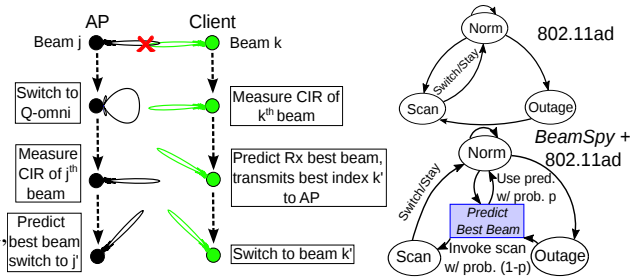 AP
Client
Beam j
Beam k
Switch to
Q-omni
Measure CIR of
kth beam
Measure
CIR of jth
beam
Predict Rx best beam,
transmits best index k'
to AP
Predict
best beam
switch to j'
Switch to beam k'
802.11ad
Norm
Switch/Stay
Scan
Outage
BeamSpy +
802.11ad
Norm
Switch/Stay
Use pred.
w/ prob. p
Predict
Best Beam
Invoke scan
w/ prob. (1-p)
Scan
Outage